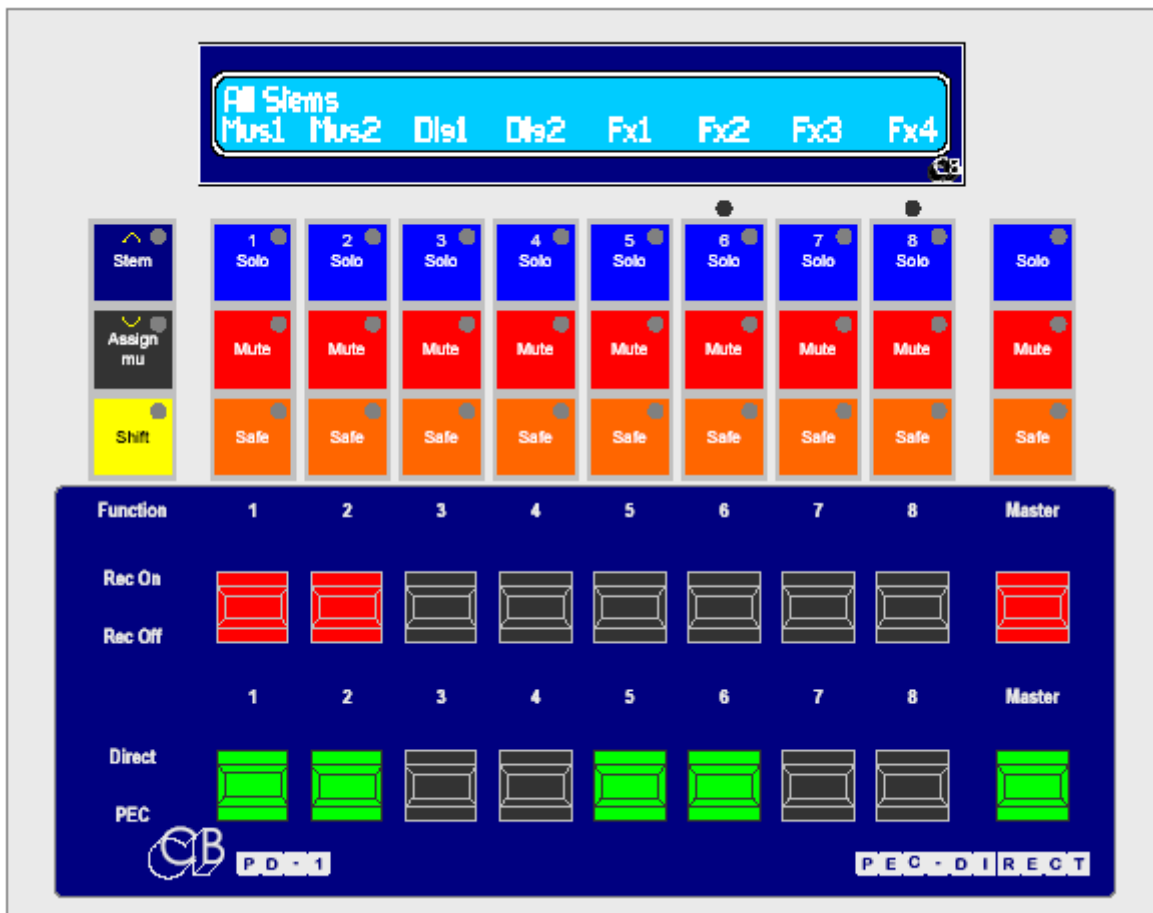 All Stems
Mus1 Mus2 Dlg1 Dlg2 Fx1 Fx2 Fx3 Fx4
CB
Stem 1 Solo 2 Solo 3 Solo 4 Solo 5 Solo 6 Solo 7 Solo 8 Solo Solo
Assign mu Mute Mute Mute Mute Mute Mute Mute Mute Mute
Shift Safe Safe Safe Safe Safe Safe Safe Safe Safe
Function 1 2 3 4 5 6 7 8 Master
Rec On
Rec Off
1 2 3 4 5 6 7 8 Master
Direct
PEC
CB PD-1 PEC-DIRECT